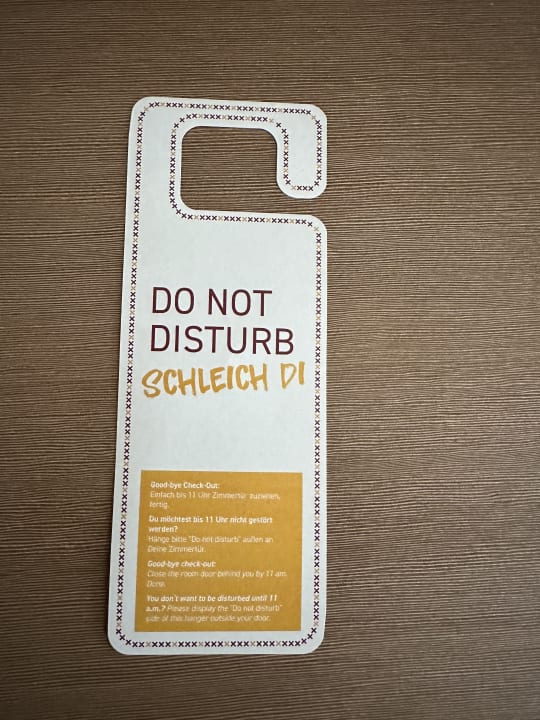 DO NOT
DISTURB
SCHLEICH DI
Good-bye Check-Out:
Einfach bis 11 Uhr Zimmertür zuziehen,
fertig.
Du möchtest bis 11 Uhr nicht gestört
werden?
Hänge bitte "Do not disturb" außen an
Deine Zimmertür.
Good-bye check-out:
Close the room door behind you by 11 am.
Done.
You don't want to be disturbed until 11
a.m.? Please display the "Do not disturb"
side of this hanger outside your door.